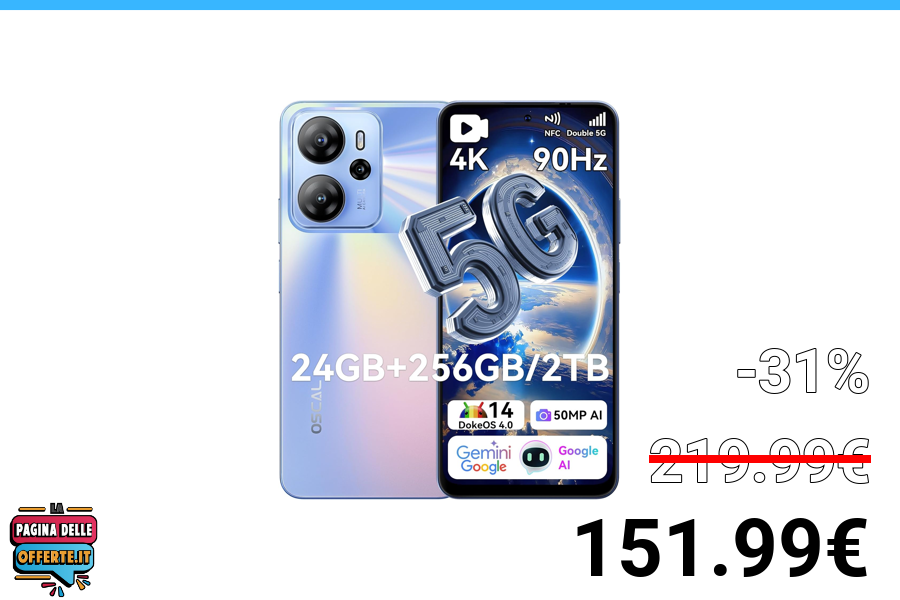 4K
NFC
Double 5G
90Hz
5G
24GB+256GB/2TB
OSCAL
14
DokeOS 4.0
50MP AI
Gemini
Google
Google
AI
-31%
219.99€
151.99€
LA
PAGINA DELLE
OFFERTE.IT